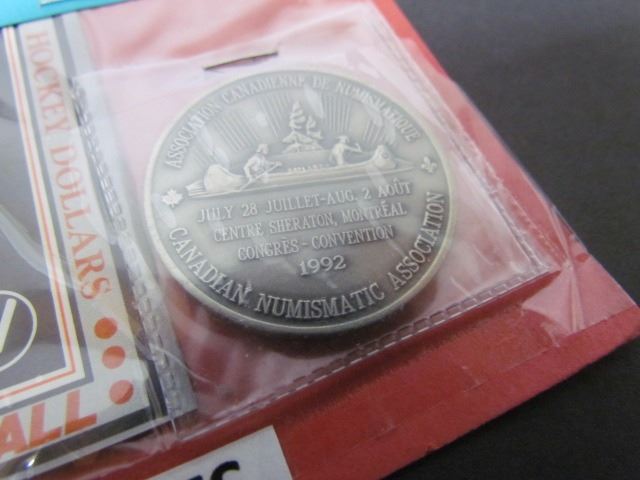 ASSOCIATION CANADIENNE DE NUMISMATIQUE
JULY 28 JUILLET-AUG. 2 AOÛT
CENTRE SHERATON, MONTRÉAL
CONGRÈS - CONVENTION
1992
CANADIAN NUMISMATIC ASSOCIATION
HOCKEY DOLLARS
ALL